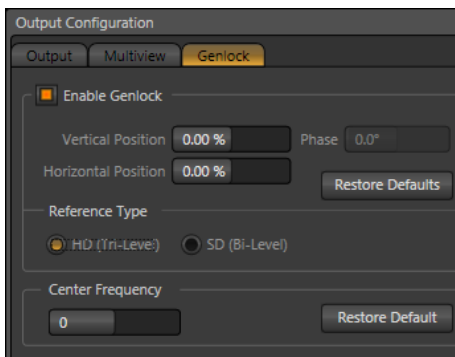 Output Configuration
Output Multiview Genlock
Enable Genlock
Vertical Position 0.00 % Phase 0.0°
Horizontal Position 0.00 %
Restore Defaults
Reference Type
HD (Tri-Level) SD (Bi-Level)
Center Frequency
0 Restore Default